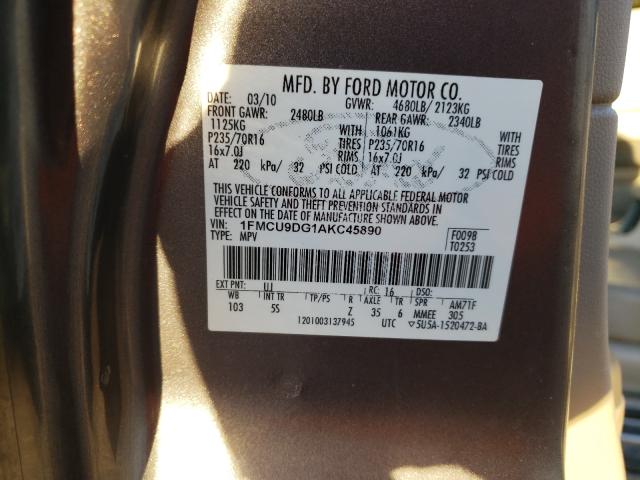 MFD. BY FORD MOTOR CO.
DATE: 03/10 GVWR: 4680LB/ 2123KG
FRONT GAWR: 2480LB REAR GAWR: 2340LB
1125KG WITH 1061KG WITH
P235/70R16 TIRES P235/70R16 TIRES
16x7.0J RIMS 16x7.0J RIMS
AT 220 kPa/ 32 PSI COLD AT 220 kPa/ 32 PSI COLD
THIS VEHICLE CONFORMS TO ALL APPLICABLE FEDERAL MOTOR
VEHICLE SAFETY AND THEFT PREVENTION STANDARDS IN
EFFECT ON THE DATE OF MANUFACTURE SHOWN ABOVE.
VIN: 1FMCU9DG1AKC45890
TYPE: MPV
F0098
T0253
EXT PNT: UJ RC: 16 DSO:
WB INT TR TP/PS R AXLE TR SPR AM7TF
103 5S Z 35 6 MMEE 305
1201003137945 UTC ▽5U5A-1520472-BA